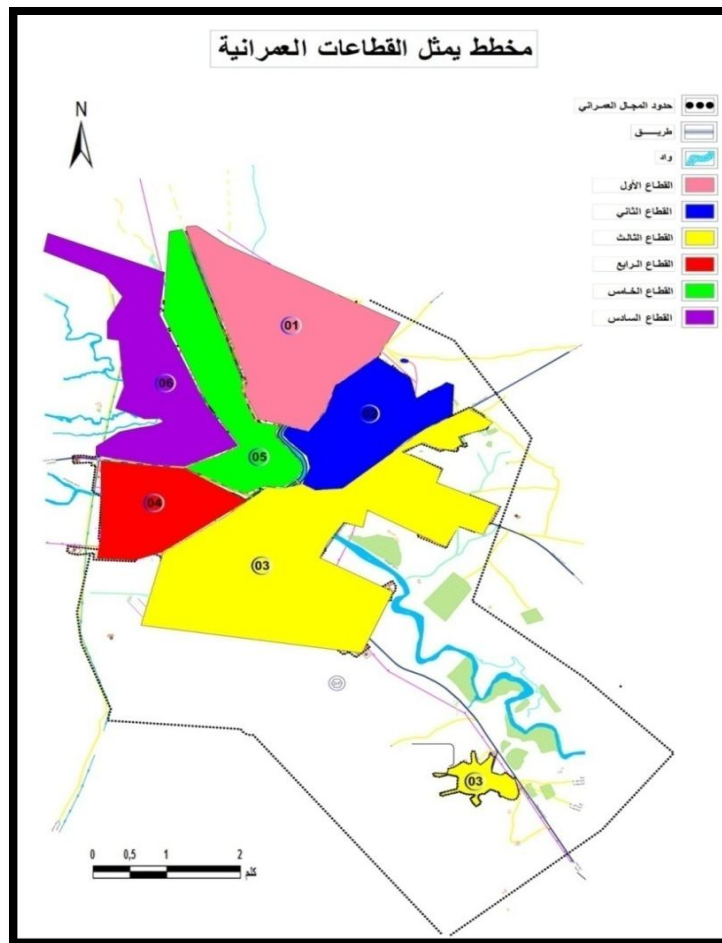 مخطط يمثل القطاعات العمرانية
N
حدود المجال العمراني
طريـــق
واد
القطاع الأول
القطاع الثاني
القطاع الثالث
القطاع الرابع
القطاع الخامس
القطاع السادس
01
06
05
04
03
03
0 0,5 1 2
كلم